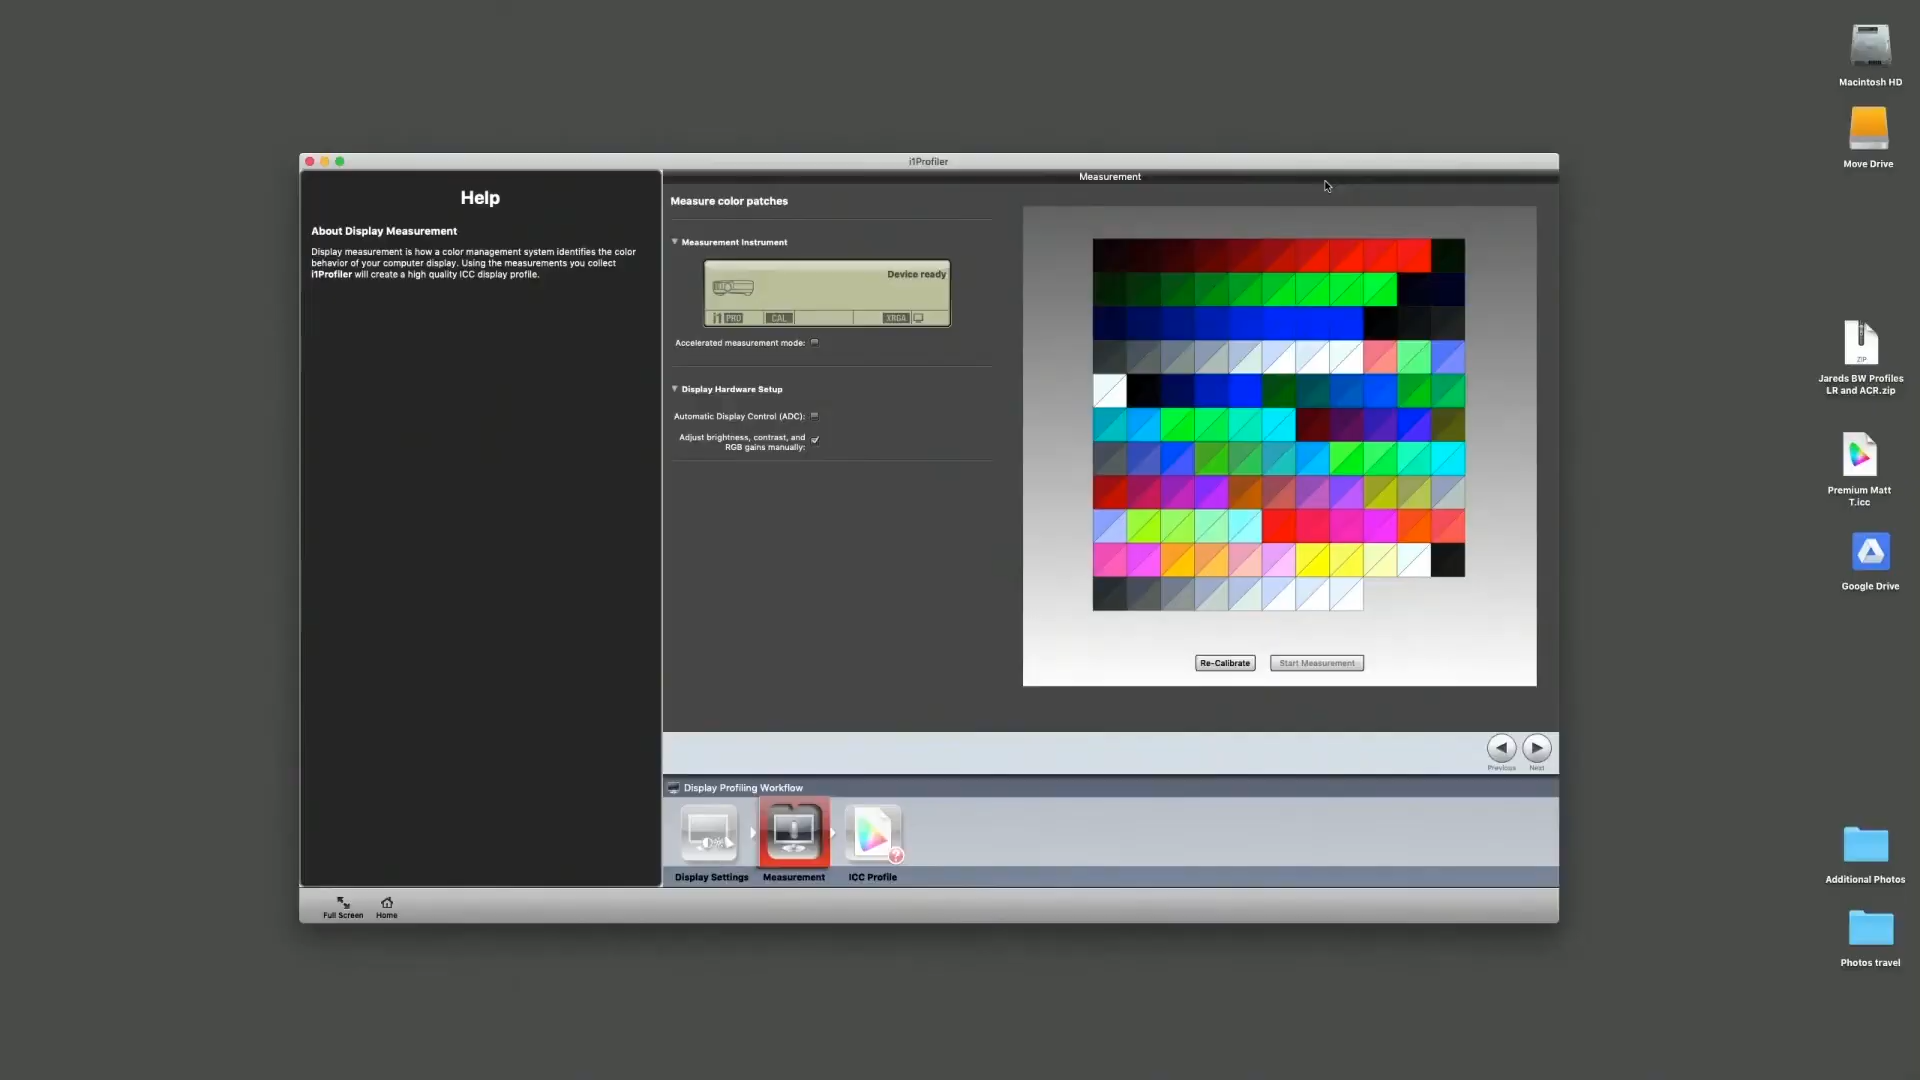 i1Profiler
Help
About Display Measurement
Display measurement is how a color management system identifies the color
behavior of your computer display. Using the measurements you collect
i1Profiler will create a high quality ICC display profile.
Measurement
Measure color patches
Measurement Instrument
Device ready
i1 PRO CAL XRGA
Accelerated measurement mode:
Display Hardware Setup
Automatic Display Control (ADC):
Adjust brightness, contrast, and
RGB gains manually:
Re-Calibrate Start Measurement
Previous Next
Display Profiling Workflow
Display Settings Measurement ICC Profile
Full Screen Home
Macintosh HD
Move Drive
ZIP
Jareds BW Profiles
LR and ACR.zip
Premium Matt
T.icc
Google Drive
Additional Photos
Photos travel